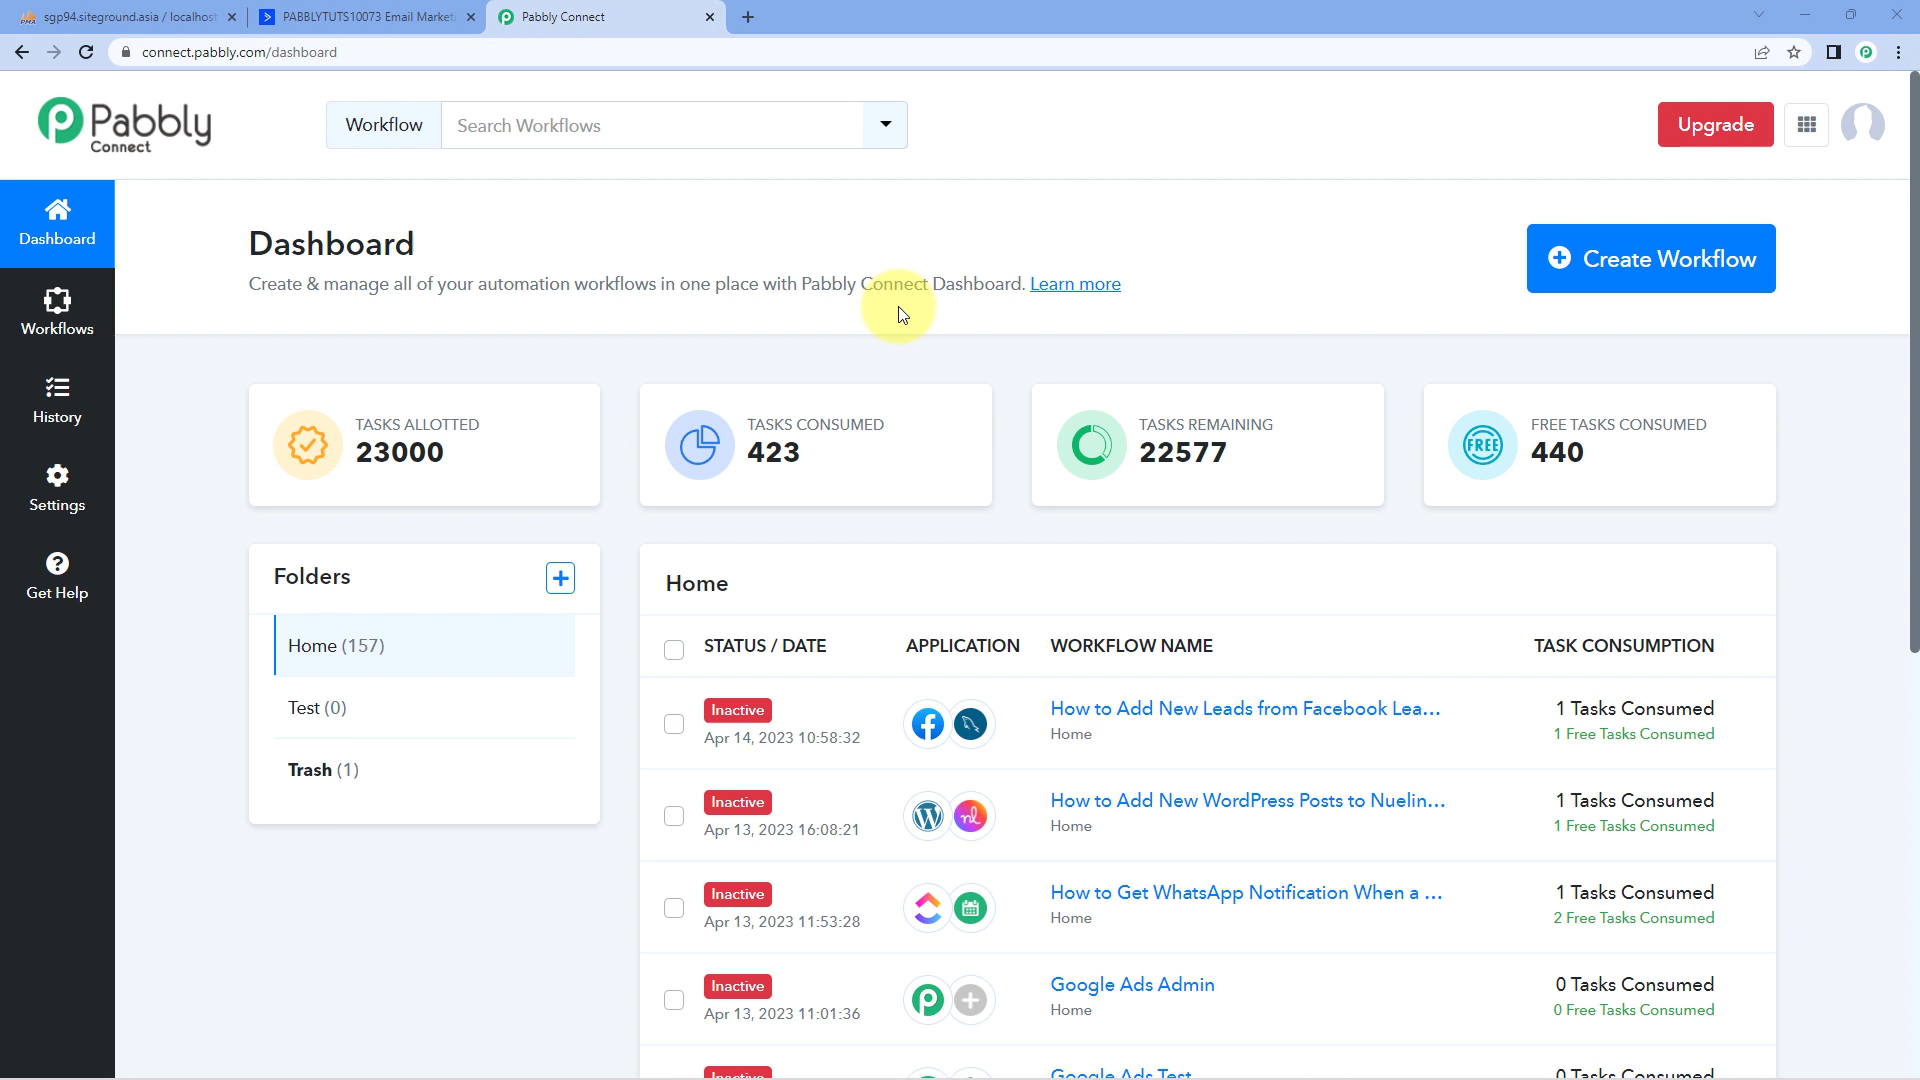 sgp94.siteground.asia / localhost
PABBLYTUTS10073 Email Marketi
Pabbly Connect
connect.pabbly.com/dashboard
Pabbly
Connect
Workflow
Search Workflows
Upgrade
Dashboard
Workflows
History
Settings
Get Help
Dashboard
Create & manage all of your automation workflows in one place with Pabbly Connect Dashboard. Learn more
Create Workflow
TASKS ALLOTTED
23000
TASKS CONSUMED
423
TASKS REMAINING
22577
FREE
FREE TASKS CONSUMED
440
Folders
Home (157)
Test (0)
Trash (1)
Home
STATUS / DATE APPLICATION WORKFLOW NAME TASK CONSUMPTION
Inactive
Apr 14, 2023 10:58:32
How to Add New Leads from Facebook Lea...
Home
1 Tasks Consumed
1 Free Tasks Consumed
Inactive
Apr 13, 2023 16:08:21
How to Add New WordPress Posts to Nuelin...
Home
1 Tasks Consumed
1 Free Tasks Consumed
Inactive
Apr 13, 2023 11:53:28
How to Get WhatsApp Notification When a ...
Home
1 Tasks Consumed
2 Free Tasks Consumed
Inactive
Apr 13, 2023 11:01:36
Google Ads Admin
Home
0 Tasks Consumed
0 Free Tasks Consumed
Inactive
Google Ads Test
0 Tasks Consumed